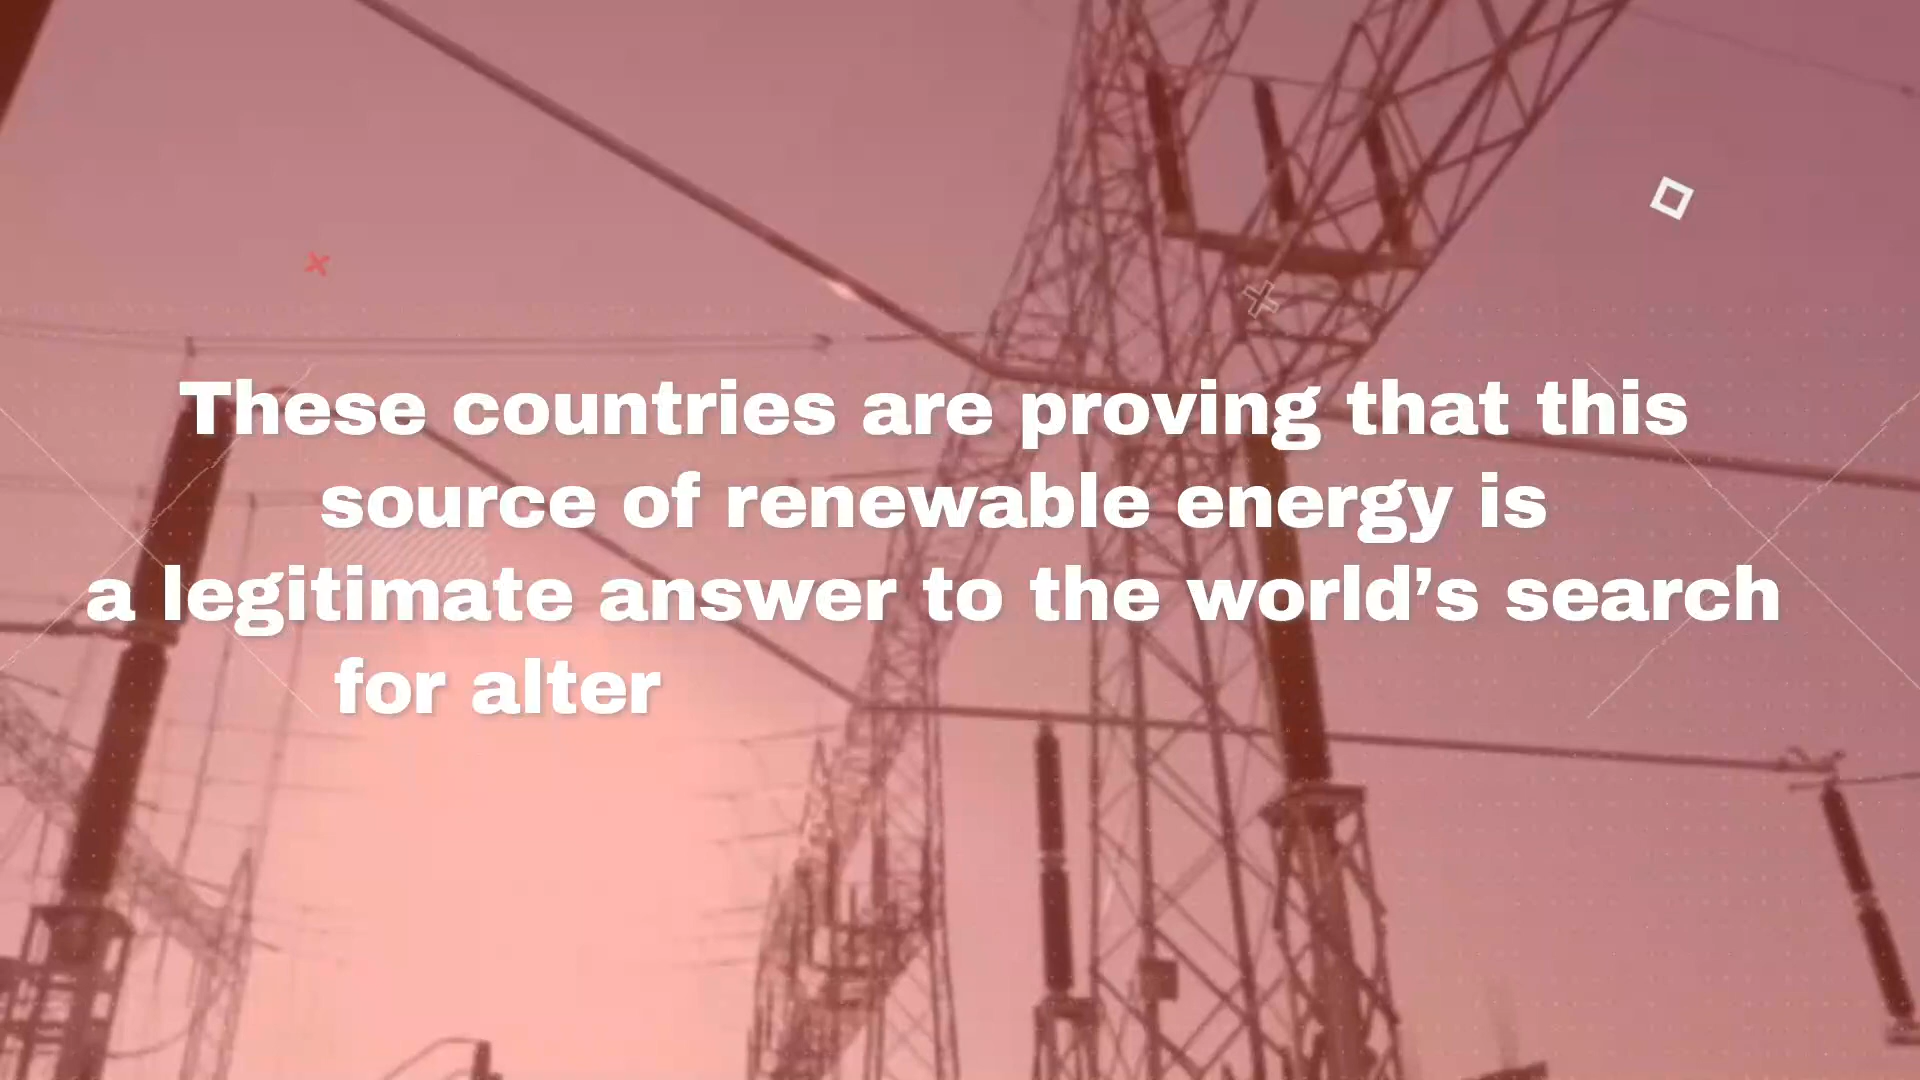 These countries are proving that this
source of renewable energy is
a legitimate answer to the world’s search
for alter